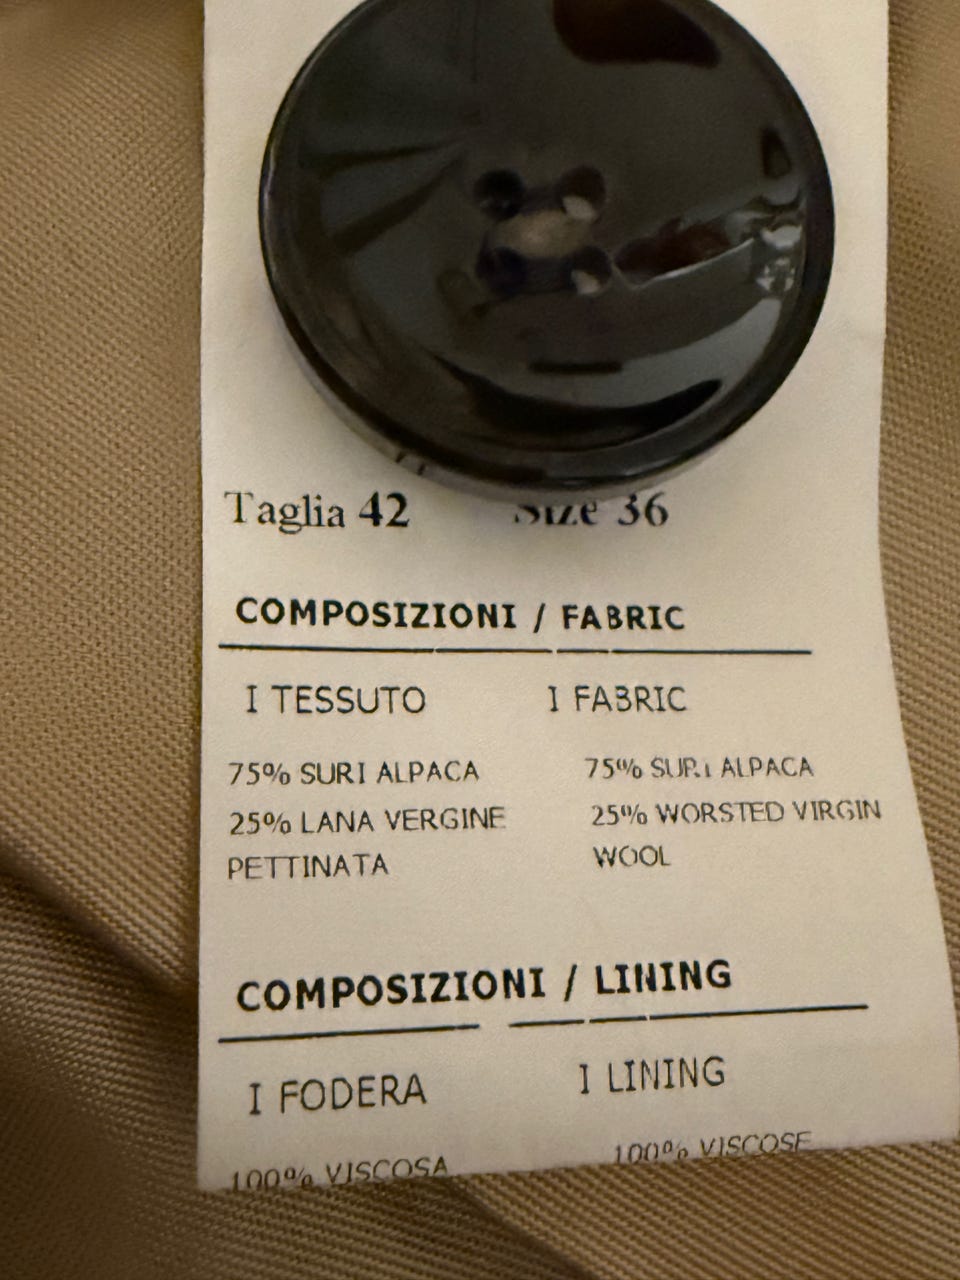 Taglia 42 Size 36
COMPOSIZIONI / FABRIC
I TESSUTO I FABRIC
75% SURI ALPACA 75% SURI ALPACA
25% LANA VERGINE 25% WORSTED VIRGIN
PETTINATA WOOL
COMPOSIZIONI / LINING
I FODERA I LINING
100% VISCOSA 100% VISCOSE